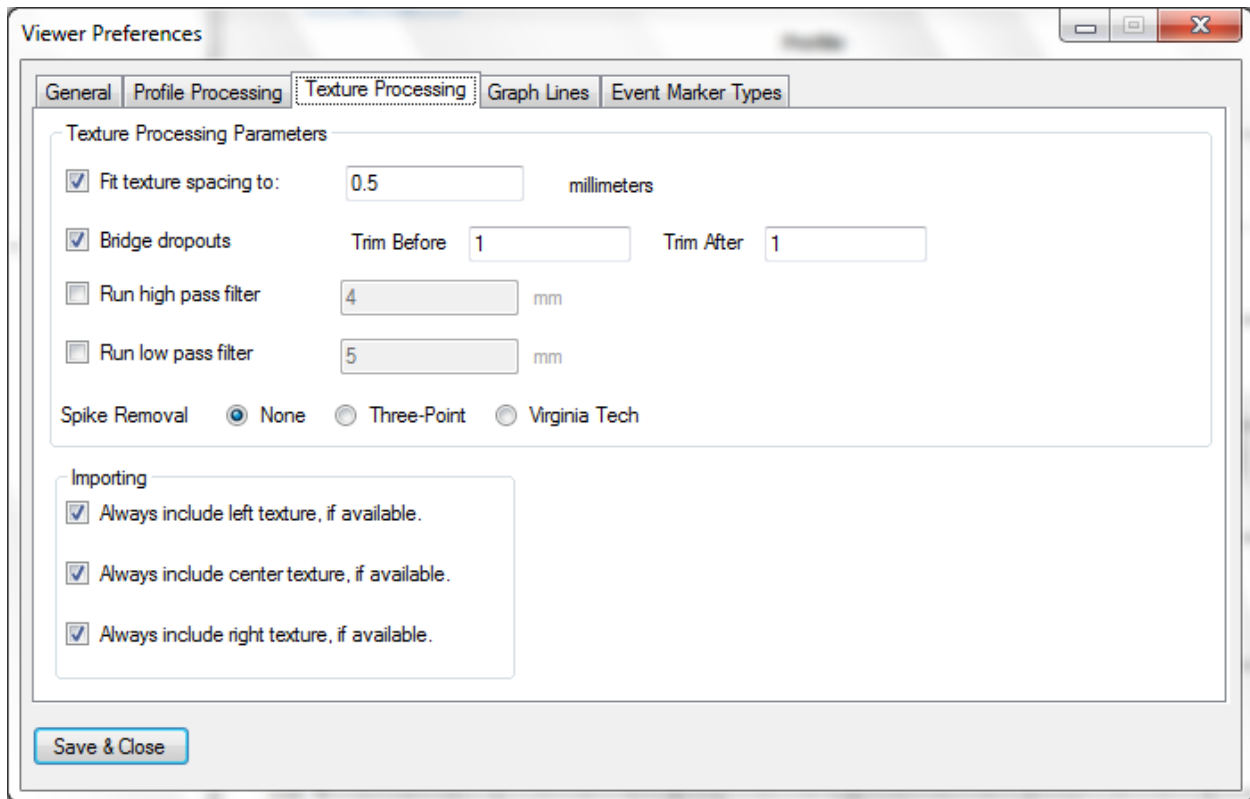 Viewer Preferences
General Profile Processing Texture Processing Graph Lines Event Marker Types
Texture Processing Parameters
Fit texture spacing to: 0.5 millimeters
Bridge dropouts Trim Before 1 Trim After 1
Run high pass filter 4 mm
Run low pass filter 5 mm
Spike Removal None Three-Point Virginia Tech
Importing
Always include left texture, if available.
Always include center texture, if available.
Always include right texture, if available.
Save & Close